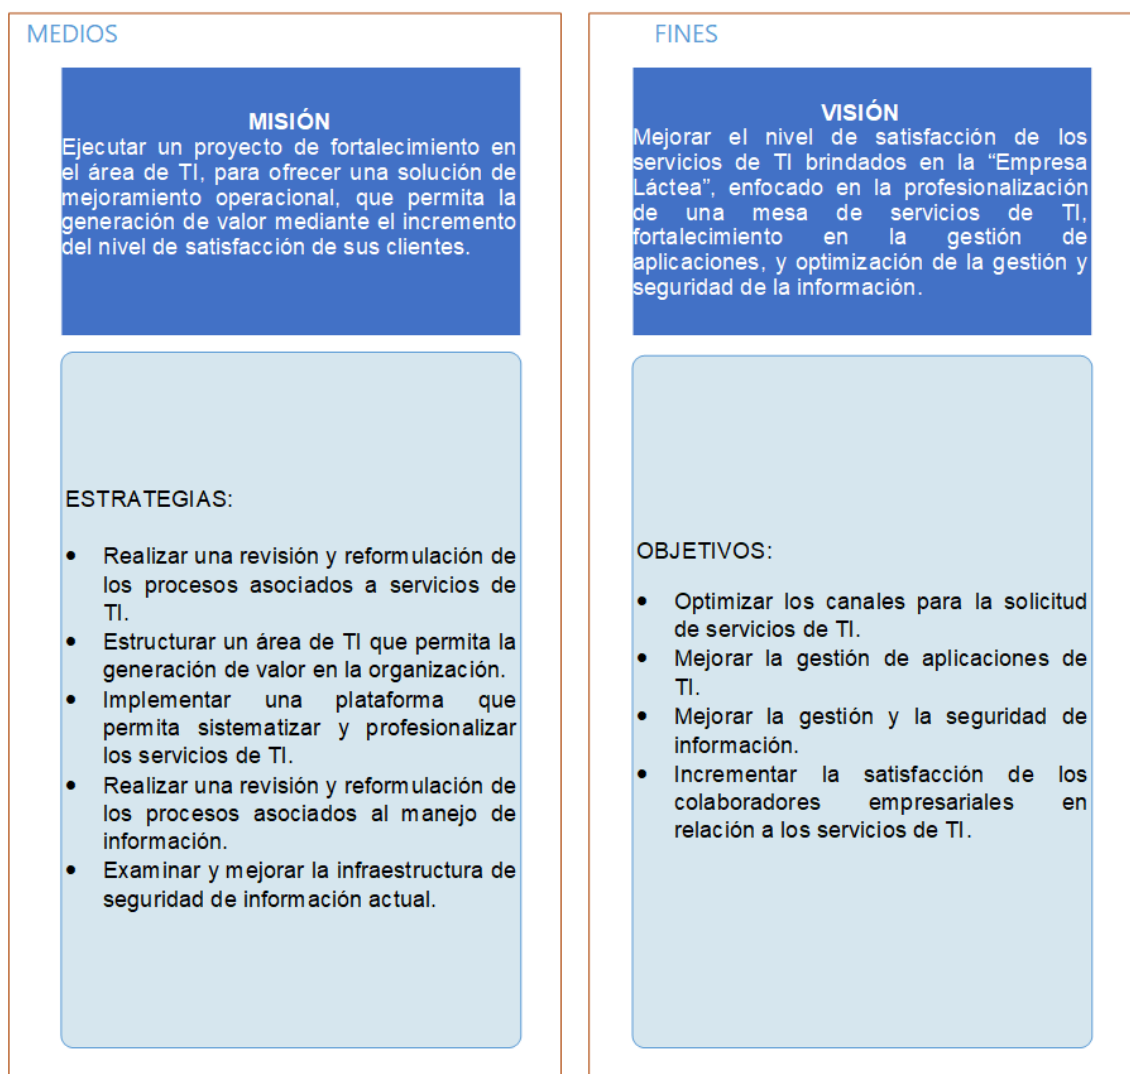 MEDIOS
MISIÓN
Ejecutar un proyecto de fortalecimiento en
el área de TI, para ofrecer una solución de
mejoramiento operacional, que permita la
generación de valor mediante el incremento
del nivel de satisfacción de sus clientes.
ESTRATEGIAS:
• Realizar una revisión y reformulación de
los procesos asociados a servicios de
TI.
• Estructurar un área de TI que permita la
generación de valor en la organización.
• Implementar una plataforma que
permita sistematizar y profesionalizar
los servicios de TI.
• Realizar una revisión y reformulación de
los procesos asociados al manejo de
información.
• Examinar y mejorar la infraestructura de
seguridad de información actual.
FINES
VISIÓN
Mejorar el nivel de satisfacción de los
servicios de TI brindados en la “Empresa
Láctea”, enfocado en la profesionalización
de una mesa de servicios de TI,
fortalecimiento en la gestión de
aplicaciones, y optimización de la gestión y
seguridad de la información.
OBJETIVOS:
• Optimizar los canales para la solicitud
de servicios de TI.
• Mejorar la gestión de aplicaciones de
TI.
• Mejorar la gestión y la seguridad de
información.
• Incrementar la satisfacción de los
colaboradores empresariales en
relación a los servicios de TI.